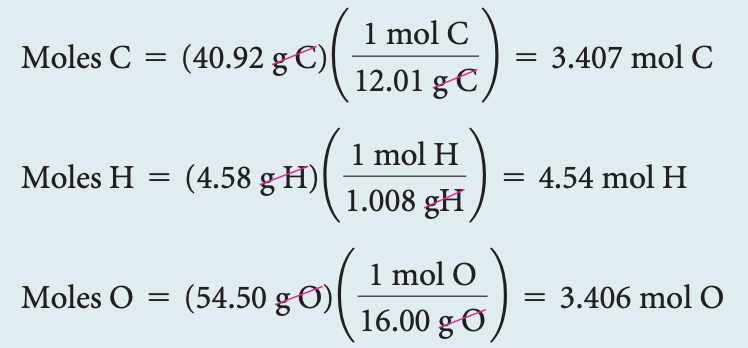 Moles C = (40.92 g C)(1 mol C / 12.01 g C) = 3.407 mol C
Moles H = (4.58 g H)(1 mol H / 1.008 gH) = 4.54 mol H
Moles O = (54.50 g O)(1 mol O / 16.00 g O) = 3.406 mol O